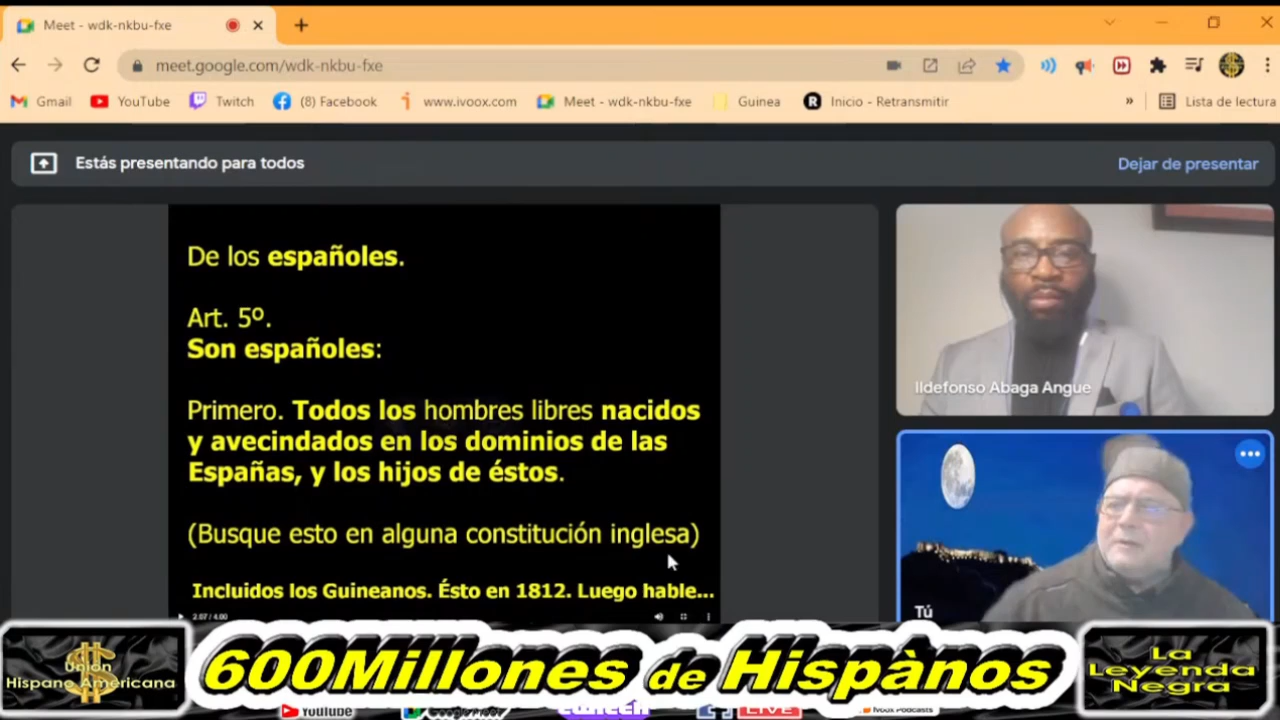 Meet - wdk-nkbu-fxe
meet.google.com/wdk-nkbu-fxe
Gmail
YouTube
Twitch
(8) Facebook
www.ivoox.com
Meet - wdk-nkbu-fxe
Guinea
R
Inicio - Retransmitir
»
Lista de lectura
Estás presentando para todos
Dejar de presentar
De los españoles.
Art. 5º.
Son españoles:
Primero. Todos los hombres libres nacidos
y avecindados en los dominios de las
Españas, y los hijos de éstos.
(Busque esto en alguna constitución inglesa)
Incluidos los Guineanos. Ésto en 1812. Luego hable...
Ildefonso Abaga Angue
Tú
Unión
Hispano Americana
600Millones de Hispànos
La
Leyenda
Negra
YouTube
twitch
LIVE